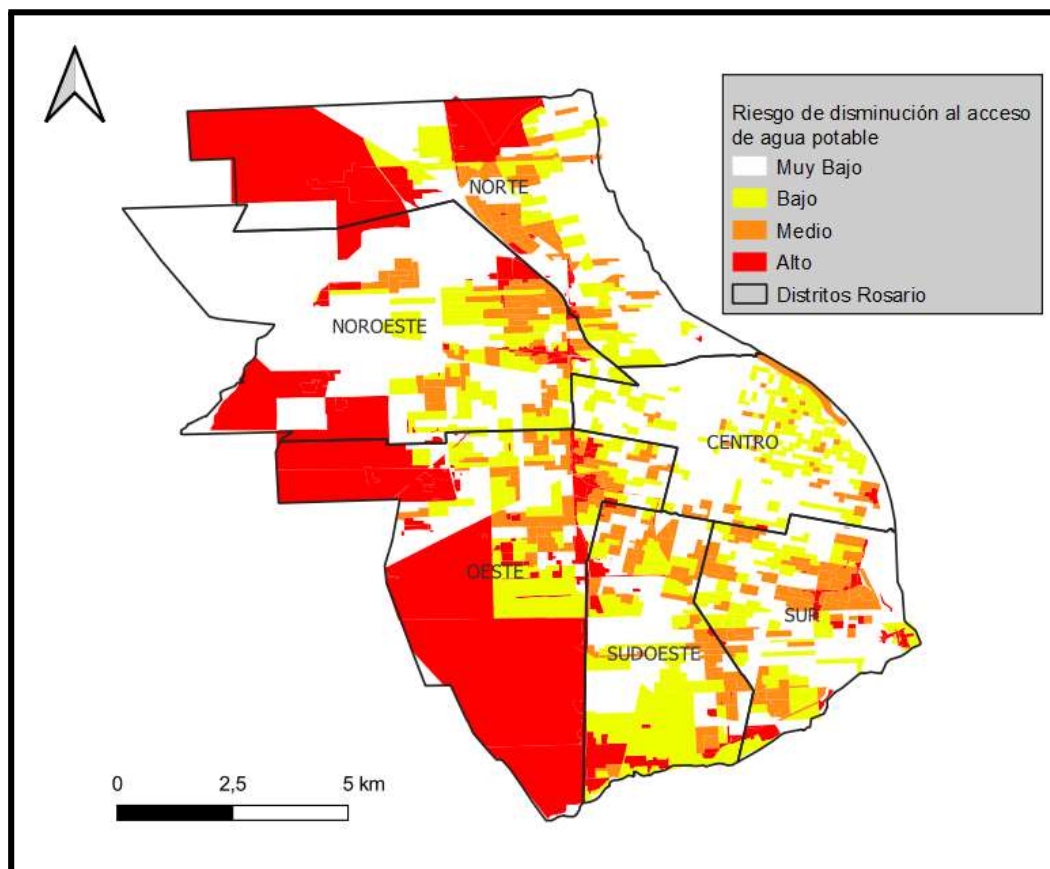 Riesgo de disminución al acceso
de agua potable
Muy Bajo
Bajo
Medio
Alto
Distritos Rosario
NORTE
NOROESTE
CENTRO
OESTE
SUR
SUDOESTE
0 2,5 5 km